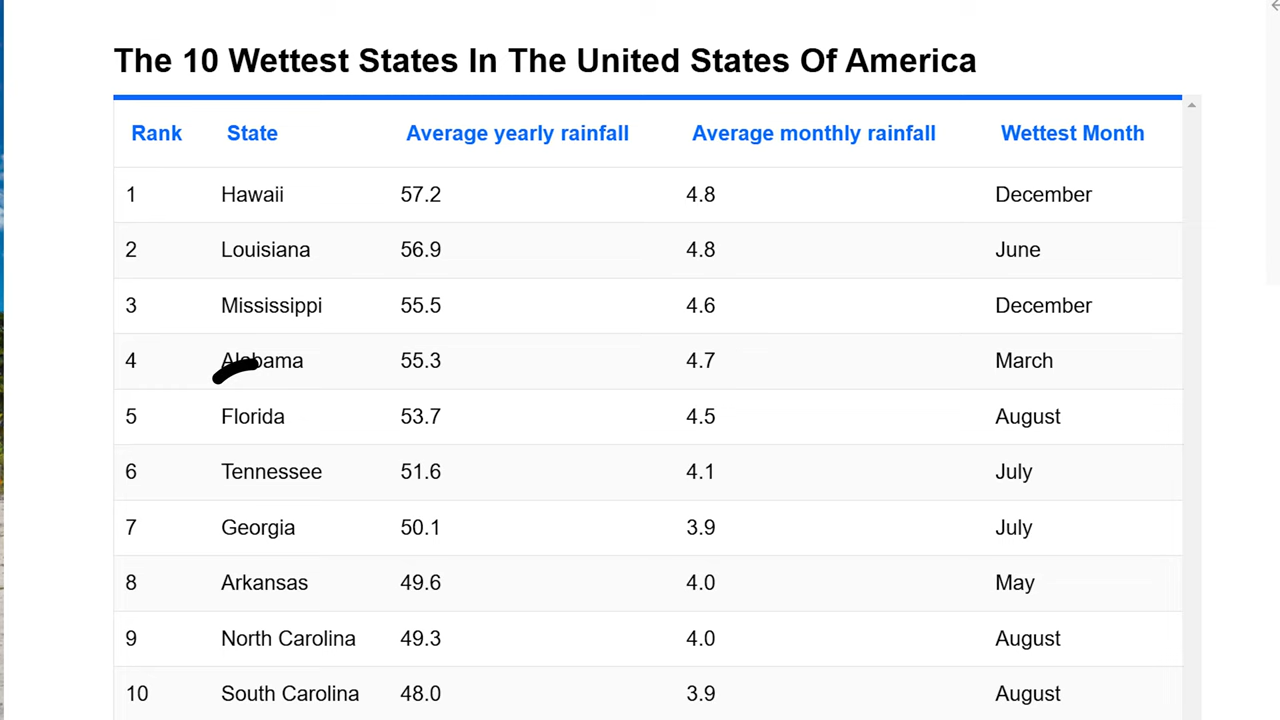 The 10 Wettest States In The United States Of America
Rank State Average yearly rainfall Average monthly rainfall Wettest Month
1 Hawaii 57.2 4.8 December
2 Louisiana 56.9 4.8 June
3 Mississippi 55.5 4.6 December
4 Alabama 55.3 4.7 March
5 Florida 53.7 4.5 August
6 Tennessee 51.6 4.1 July
7 Georgia 50.1 3.9 July
8 Arkansas 49.6 4.0 May
9 North Carolina 49.3 4.0 August
10 South Carolina 48.0 3.9 August